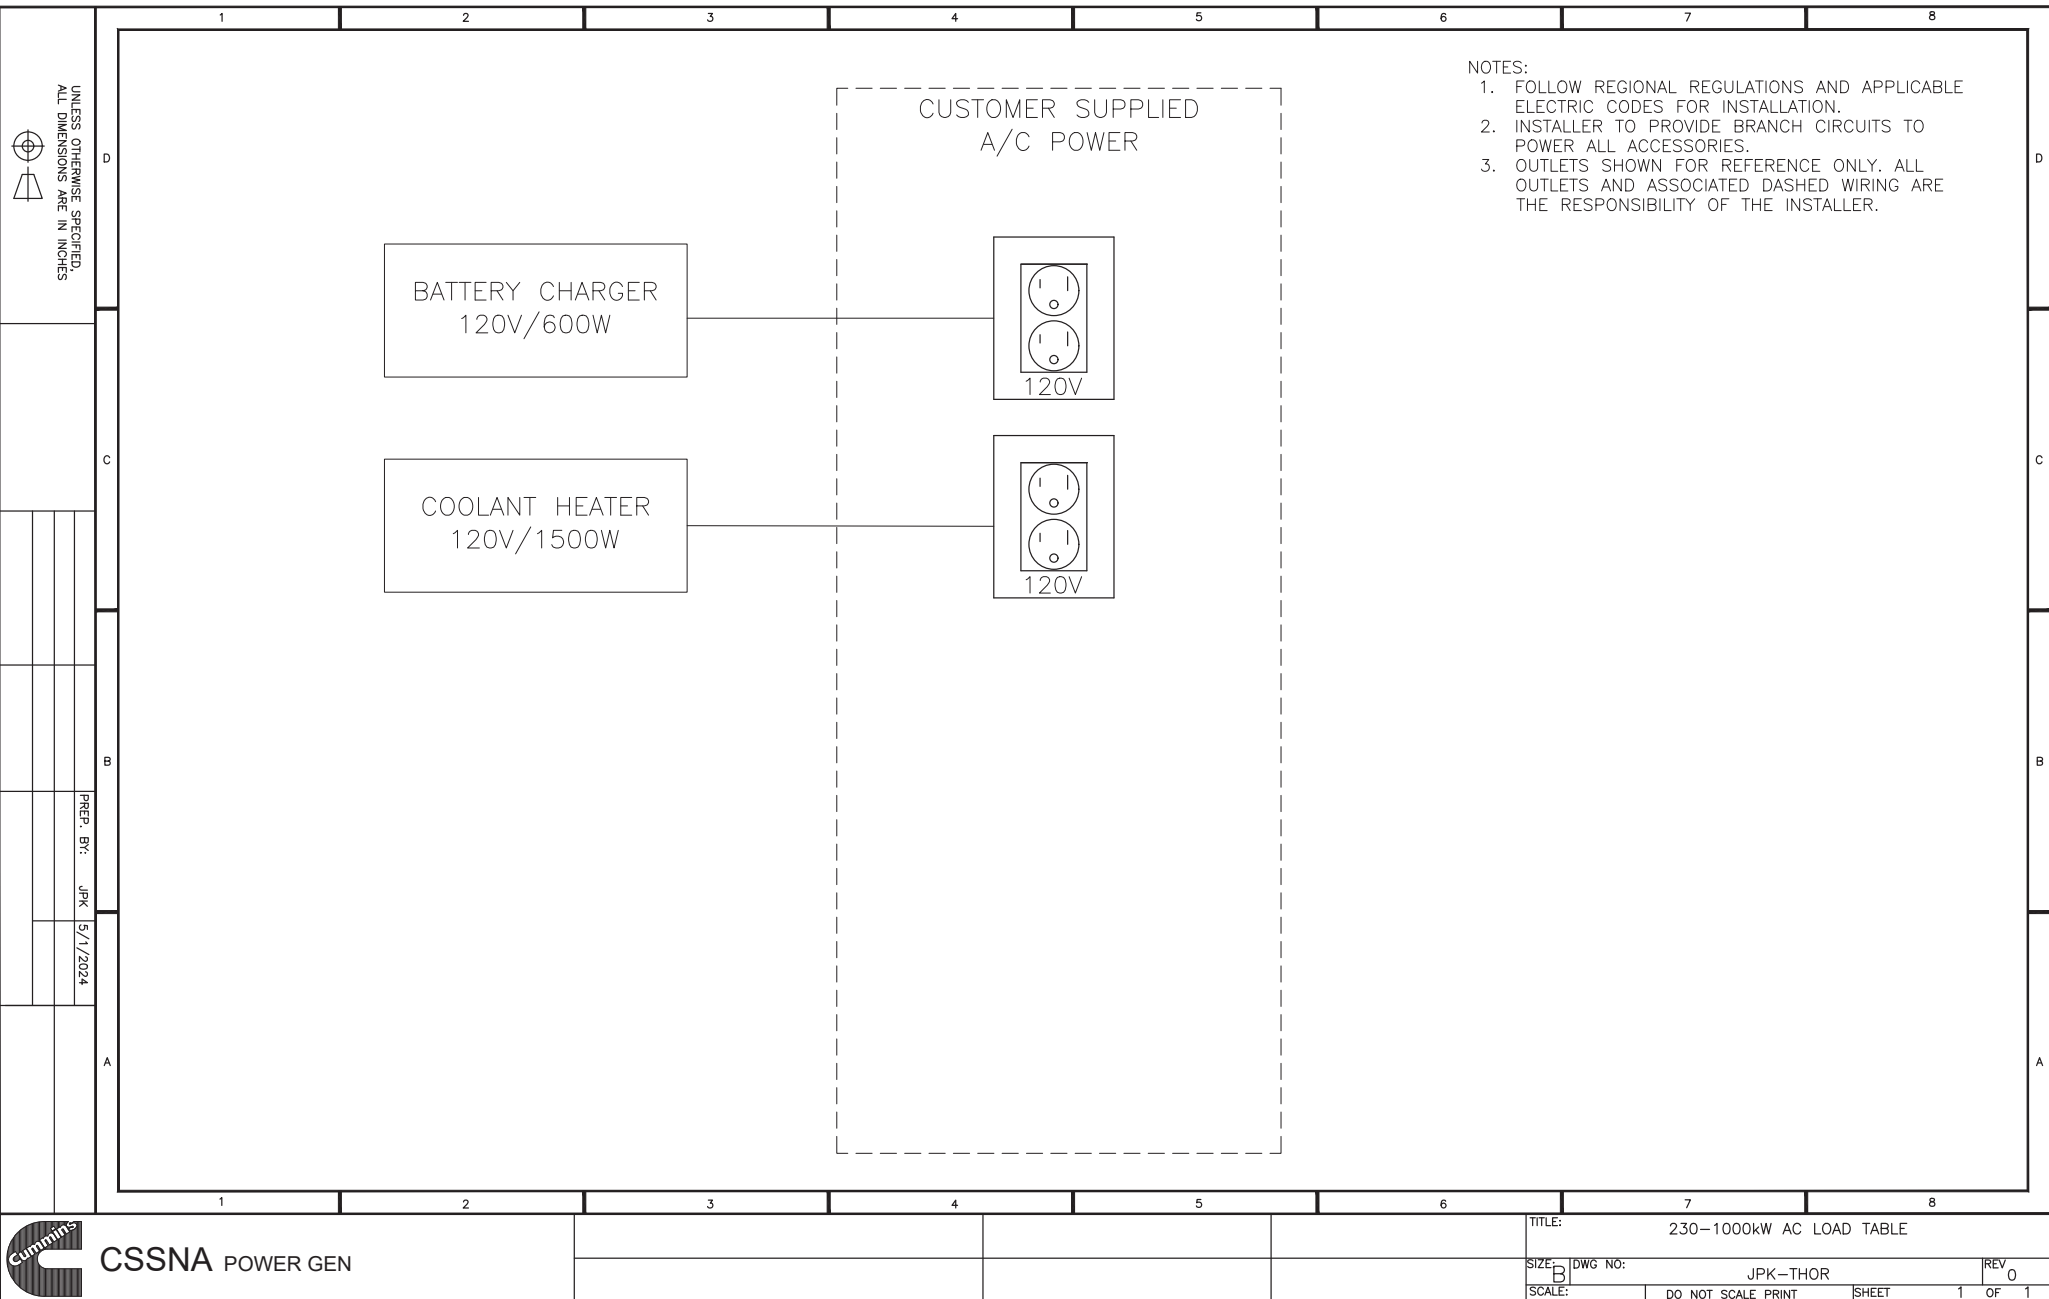 1 2 3 4 5 6 7 8
UNLESS OTHERWISE SPECIFIED,
ALL DIMENSIONS ARE IN INCHES
D
D
C
C
B
B
A
A
CUSTOMER SUPPLIED
A/C POWER
NOTES:
1. FOLLOW REGIONAL REGULATIONS AND APPLICABLE
ELECTRIC CODES FOR INSTALLATION.
2. INSTALLER TO PROVIDE BRANCH CIRCUITS TO
POWER ALL ACCESSORIES.
3. OUTLETS SHOWN FOR REFERENCE ONLY. ALL
OUTLETS AND ASSOCIATED DASHED WIRING ARE
THE RESPONSIBILITY OF THE INSTALLER.
BATTERY CHARGER
120V/600W
120V
COOLANT HEATER
120V/1500W
120V
PREP. BY: JPK 5/1/2024
1 2 3 4 5 6 7 8
Cummins
CSSNA POWER GEN
TITLE: 230-1000kW AC LOAD TABLE
SIZE: B DWG NO: JPK-THOR REV 0
SCALE: DO NOT SCALE PRINT SHEET 1 OF 1